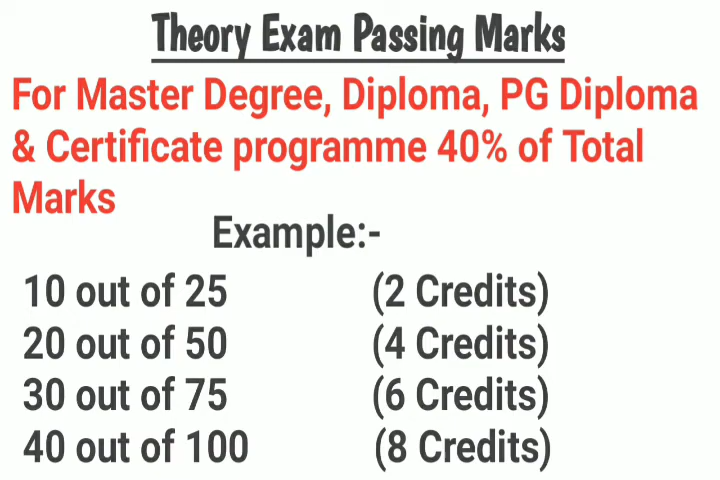 Theory Exam Passing Marks
For Master Degree, Diploma, PG Diploma
& Certificate programme 40% of Total
Marks
Example:-
10 out of 25 (2 Credits)
20 out of 50 (4 Credits)
30 out of 75 (6 Credits)
40 out of 100 (8 Credits)